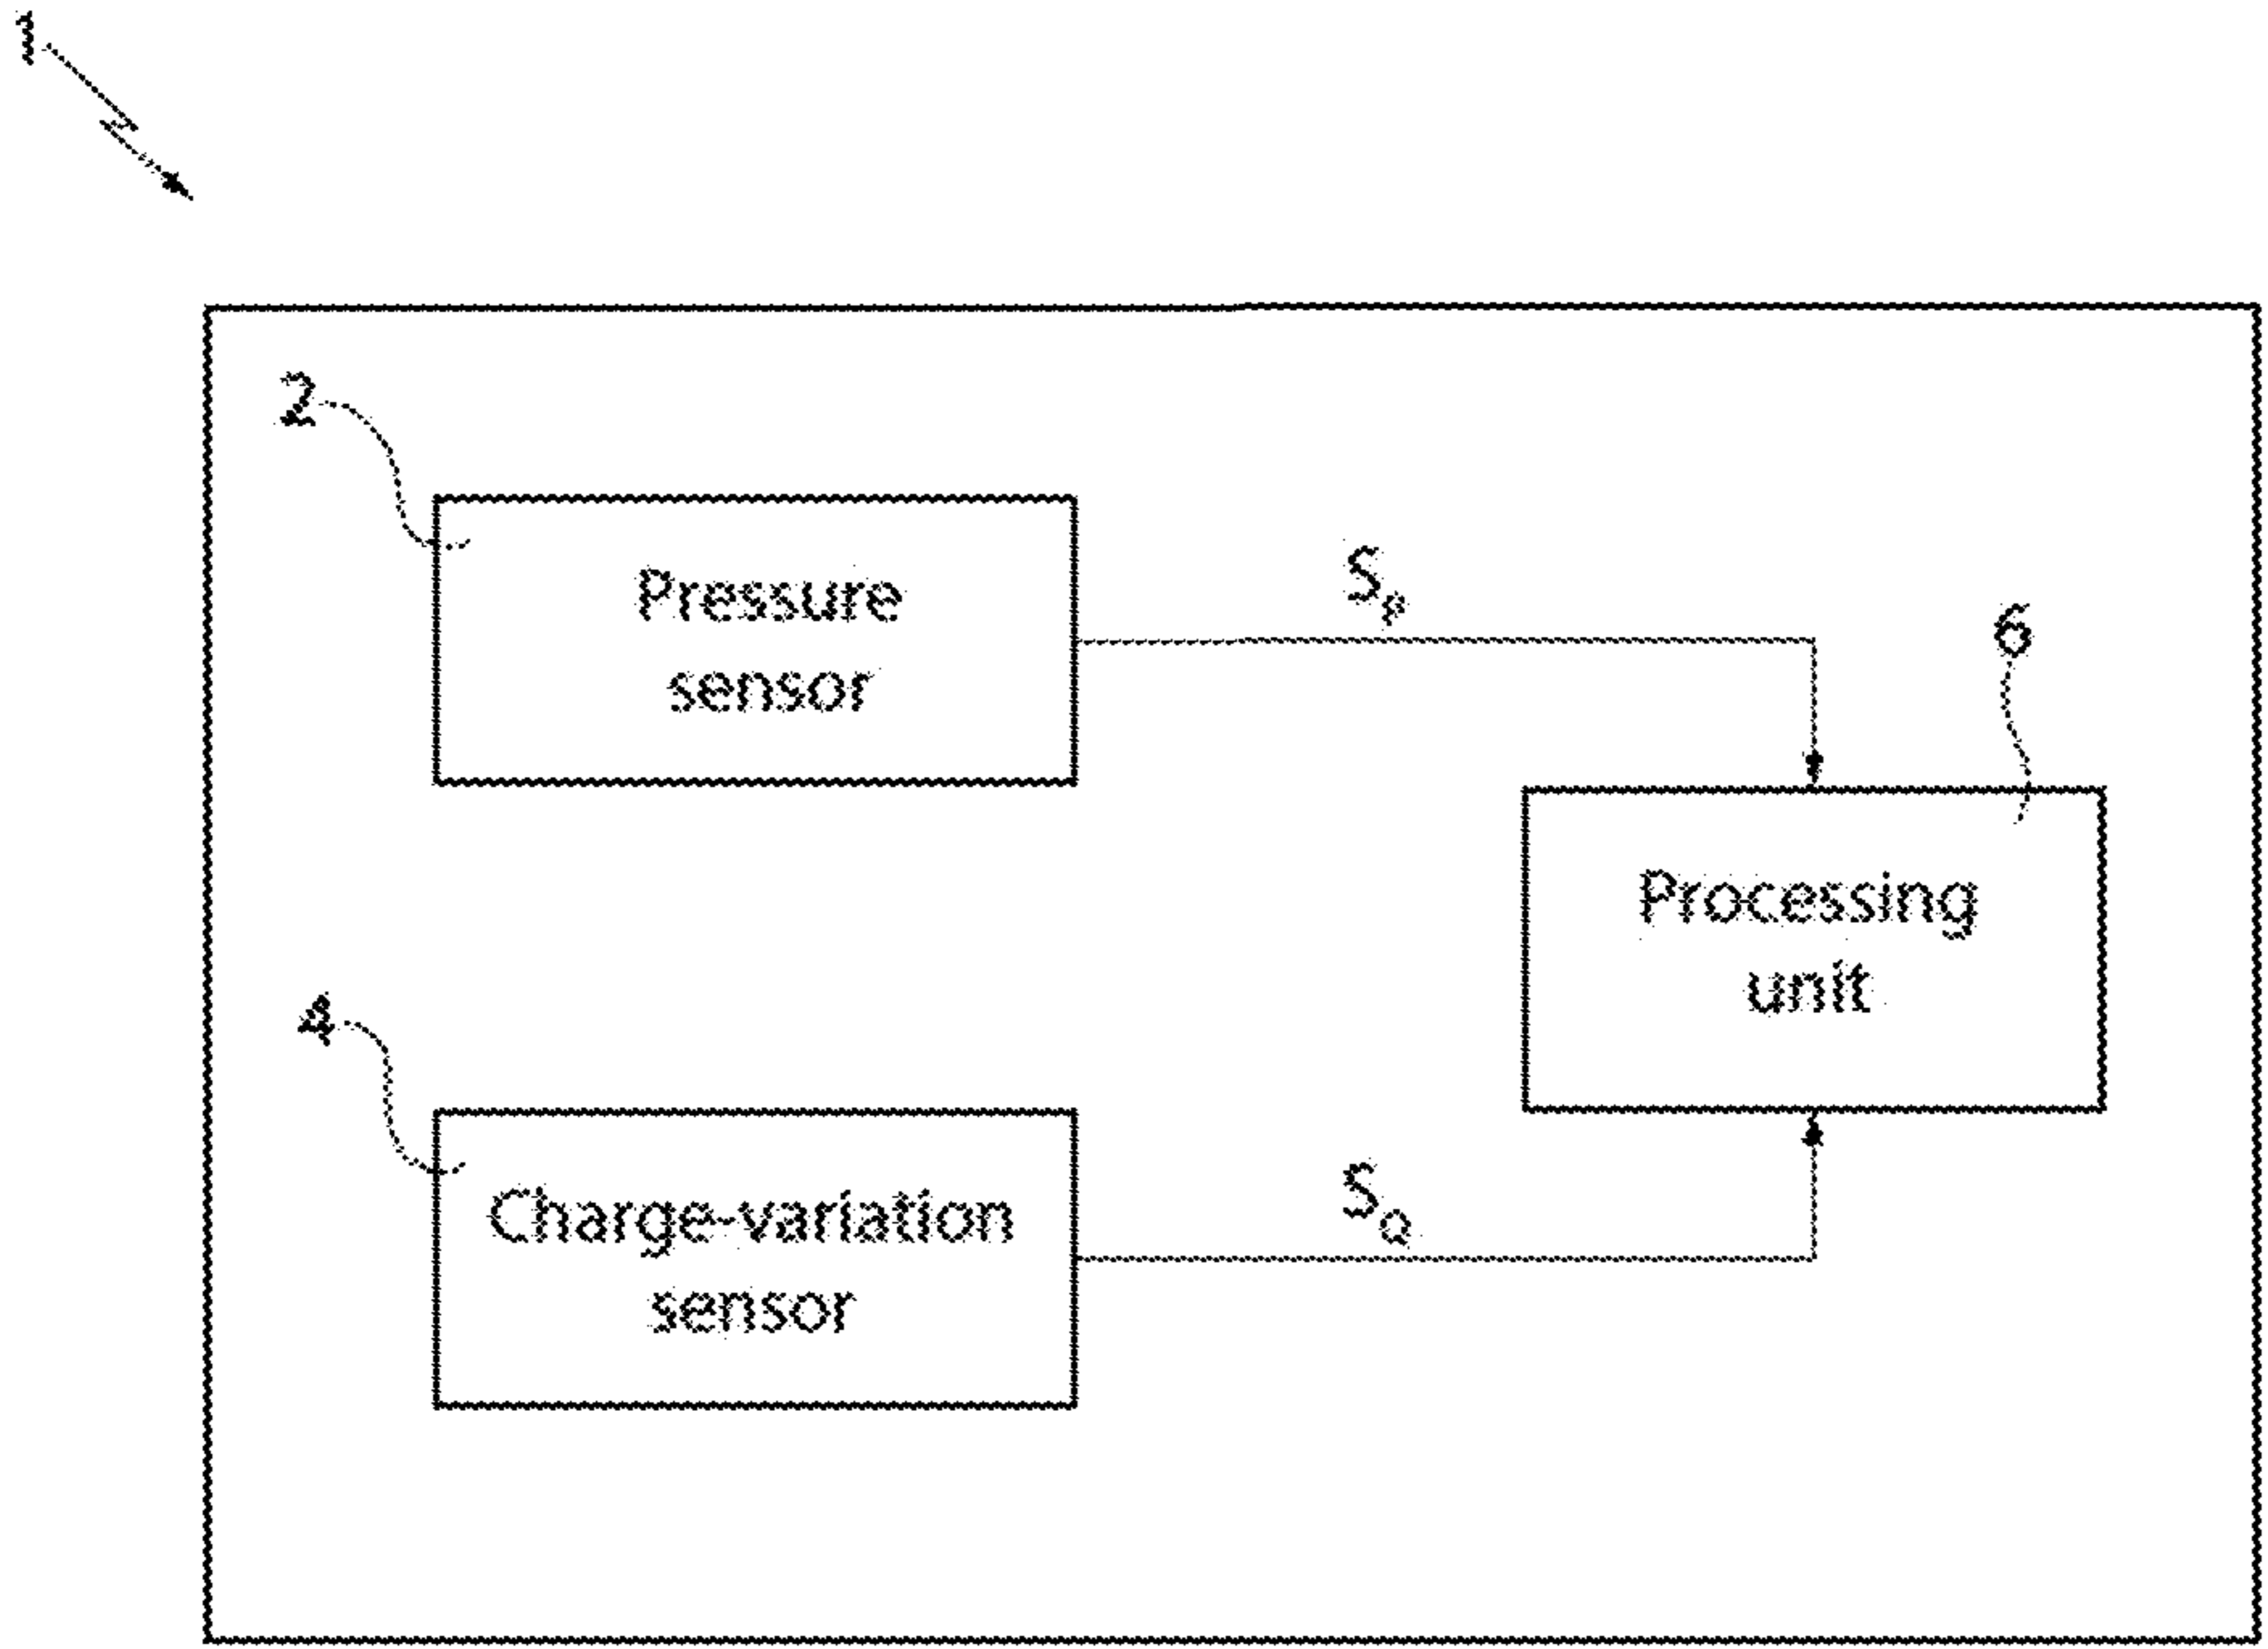 1
2
Pressure
sensor
S_P
6
Processing
unit
4
Charge-variation
sensor
S_Q